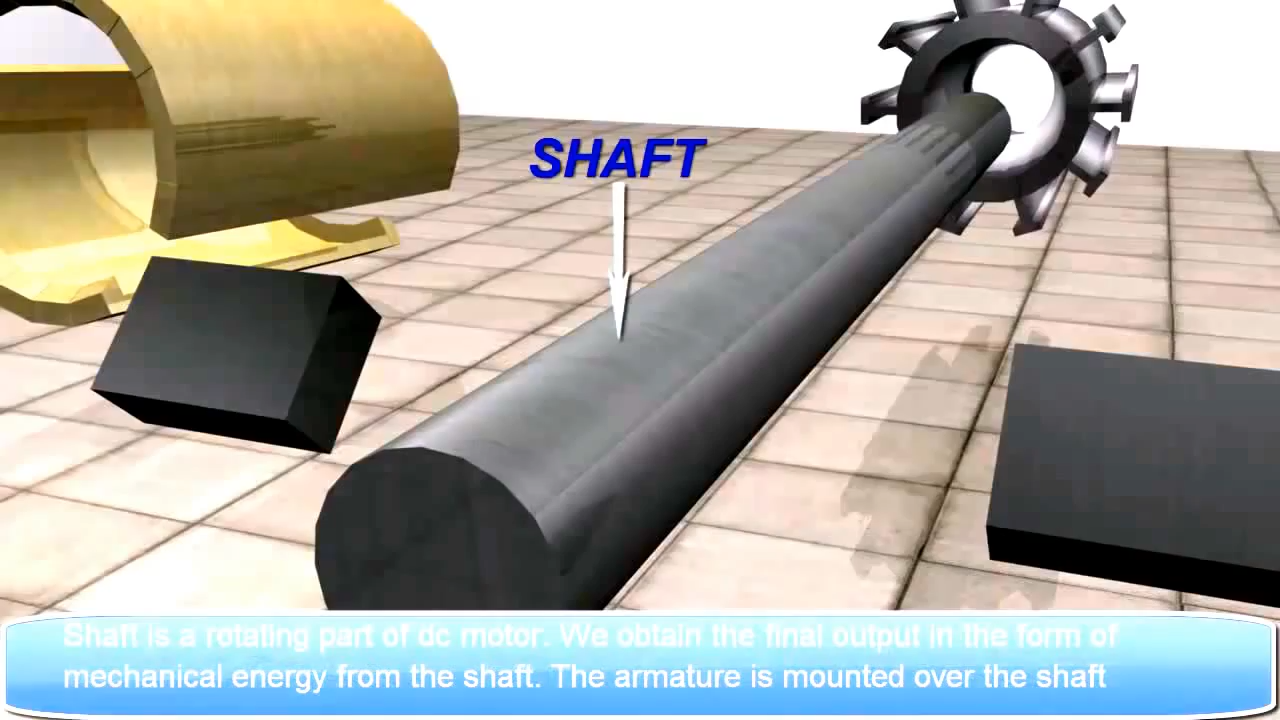 SHAFT
Shaft is a rotating part of dc motor. We obtain the final output in the form of
mechanical energy from the shaft. The armature is mounted over the shaft